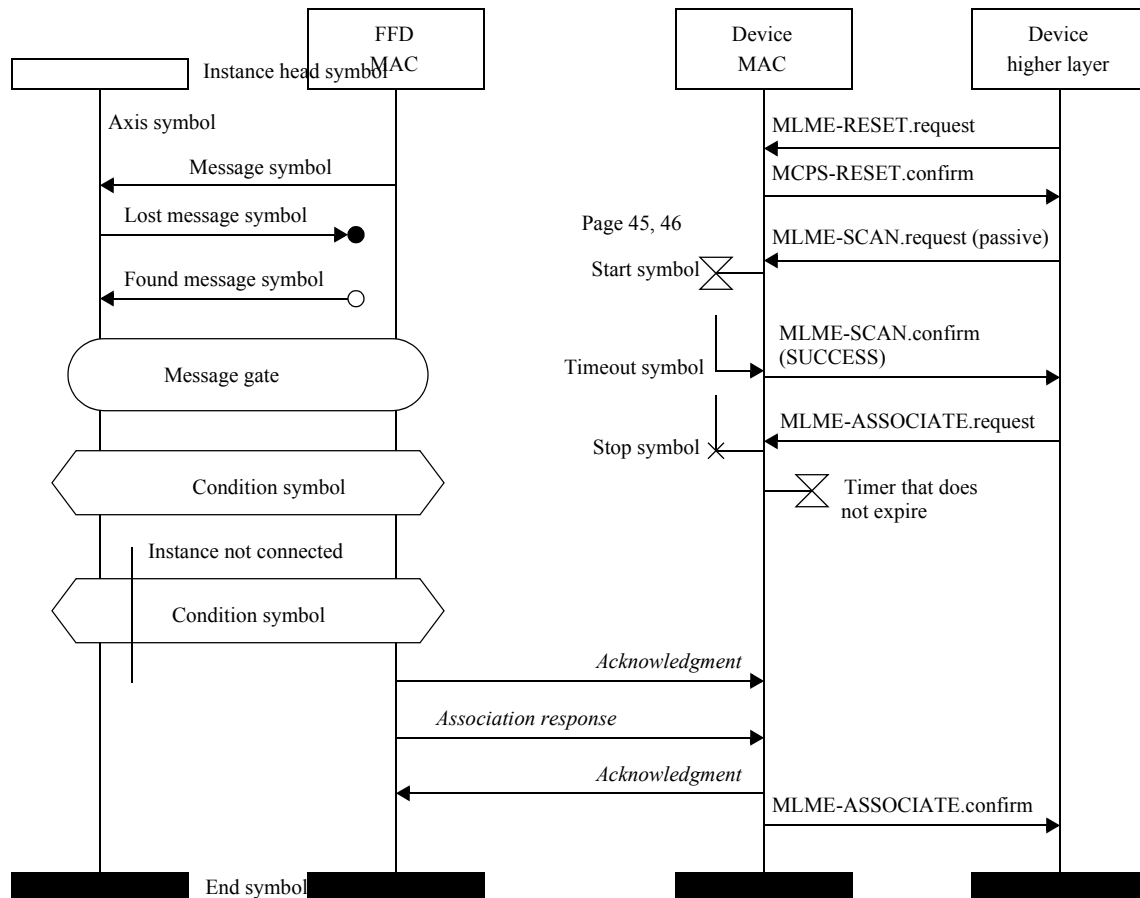 FFD
MAC
Device
MAC
Device
higher layer
Instance head symbol
Axis symbol
MLME-RESET.request
Message symbol
MCPS-RESET.confirm
Lost message symbol
Page 45, 46
MLME-SCAN.request (passive)
Start symbol
Found message symbol
MLME-SCAN.confirm
(SUCCESS)
Timeout symbol
Message gate
MLME-ASSOCIATE.request
Stop symbol
Condition symbol
Timer that does
not expire
Instance not connected
Condition symbol
Acknowledgment
Association response
Acknowledgment
MLME-ASSOCIATE.confirm
End symbol